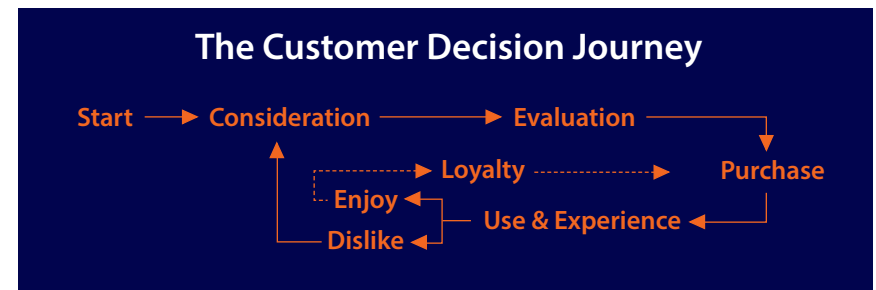 The Customer Decision Journey
Start
Consideration
Evaluation
Loyalty
Purchase
Enjoy
Use & Experience
Dislike